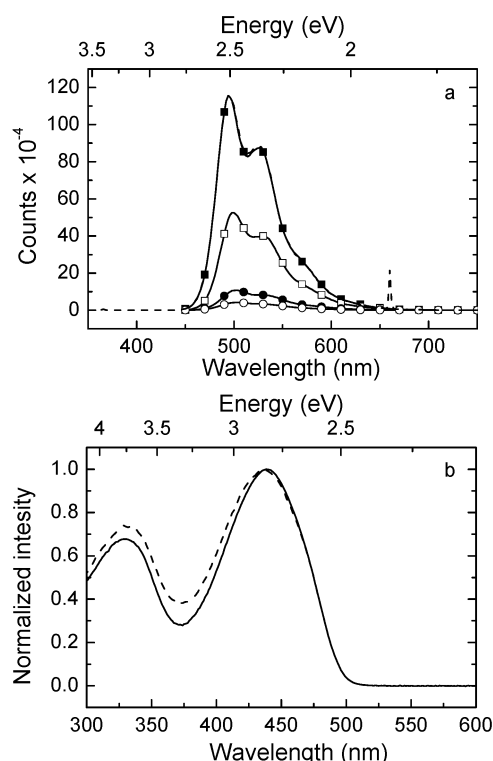 Energy (eV)
3.5 3 2.5 2
a
120
100
80
60
40
20
0
Counts x 10-4
400 500 600 700
Wavelength (nm)
Energy (eV)
4 3.5 3 2.5
b
1.0
0.8
0.6
0.4
0.2
0.0
Normalized intesity
300 350 400 450 500 550 600
Wavelength (nm)